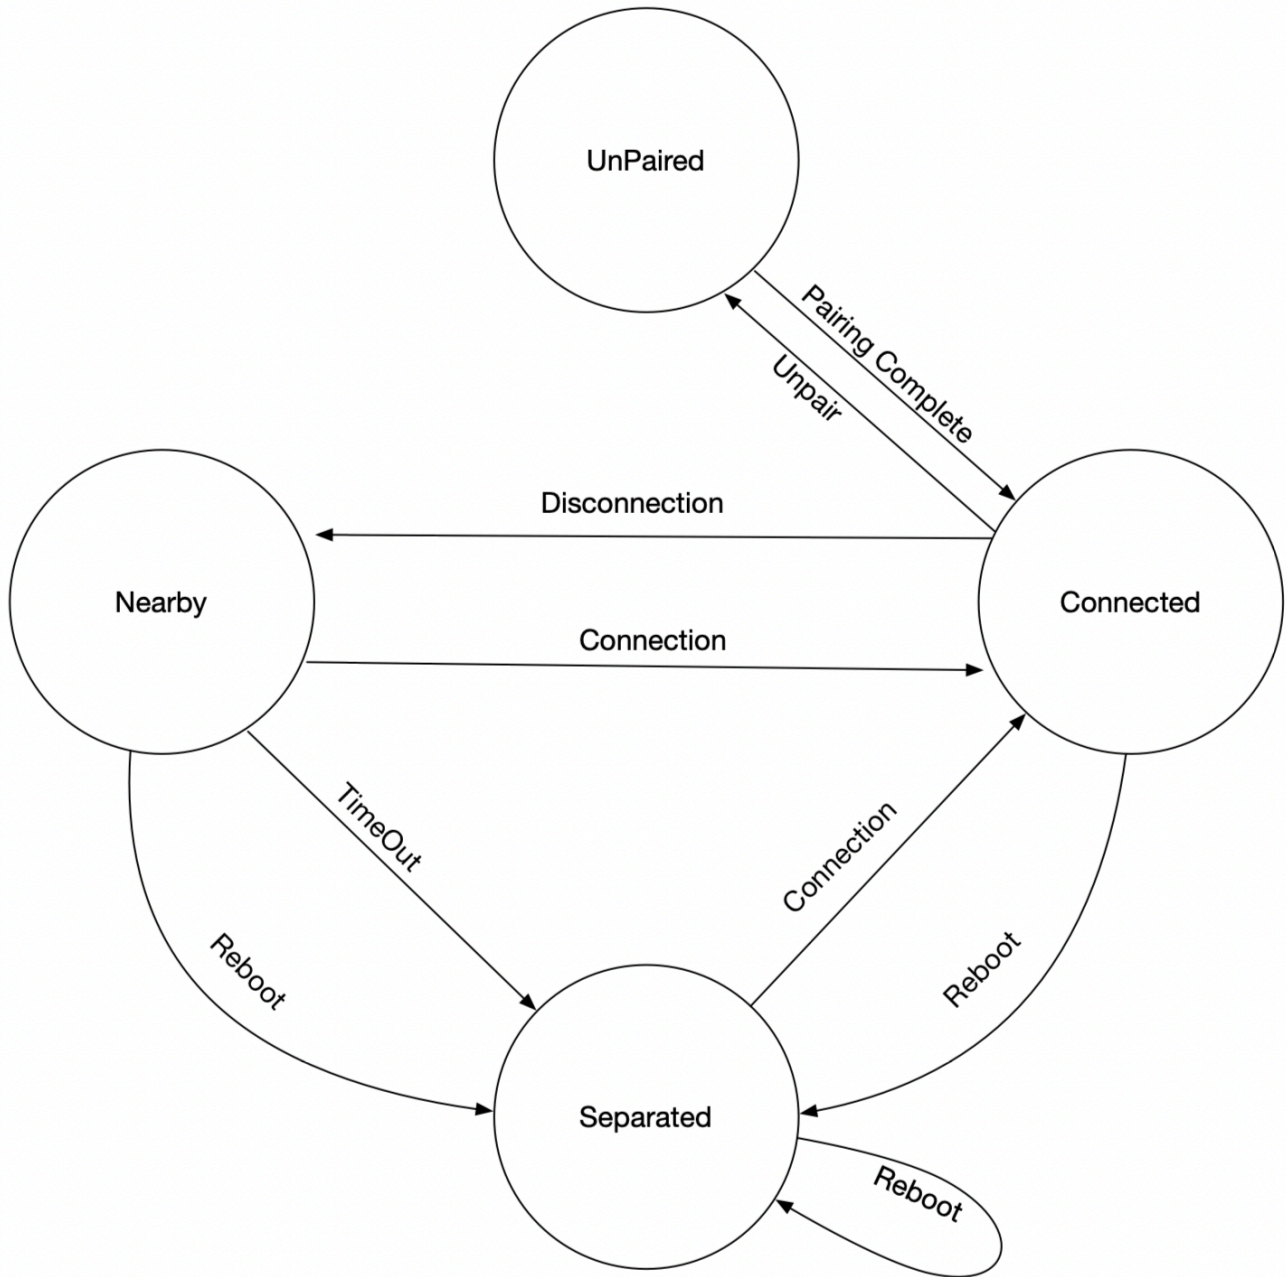 UnPaired
Pairing Complete
Unpair
Disconnection
Nearby
Connected
Connection
TimeOut
Connection
Reboot
Reboot
Separated
Reboot